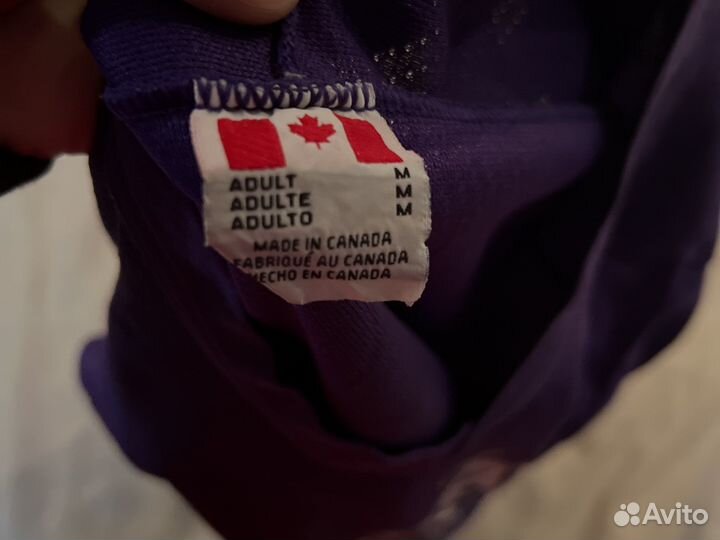 ADULT M
ADULTE M
ADULTO M
MADE IN CANADA
FABRIQUÉ AU CANADA
HECHO EN CANADA
Avito